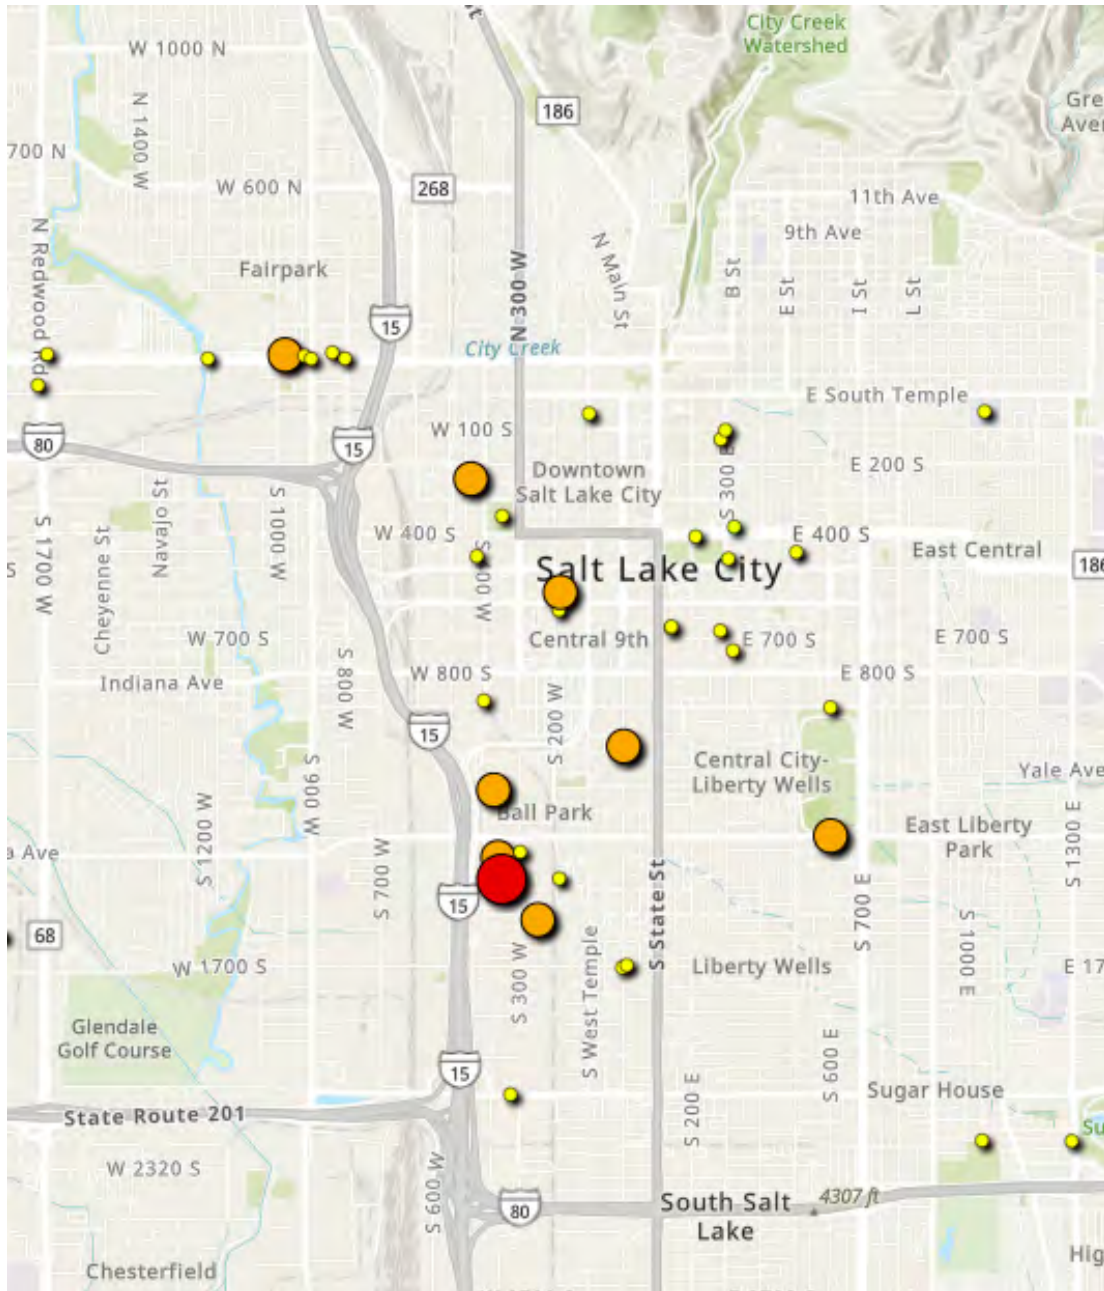 St
City Creek
Watershed
W 1000 N
N 1400 W
186
Gre
Aven
700 N
W 600 N
268
11th Ave
9th Ave
N Redwood Rd
Fairpark
N 300 W
N Main St
B St
E St
I St
L St
15
City Creek
E South Temple
W 100 S
80
15
Downtown
Salt Lake City
S 300 E
E 200 S
Navajo St
S 1000 W
W 400 S
E 400 S
East Central
186
S 1700 W
Cheyenne St
S
Salt Lake City
W 700 S
Central 9th
E 700 S
E 700 S
Indiana Ave
S 800 W
W 800 S
E 800 S
15
S 200 W
Central City-
Liberty Wells
Yale Ave
S 900 W
S 1200 W
Ball Park
East Liberty
Park
S 1300 E
a Ave
S 700 W
15
S State St
S 700 E
68
W 1700 S
S 300 W
S West Temple
Liberty Wells
S 1000 E
E 17
Glendale
Golf Course
15
S 200 E
S 600 E
Sugar House
State Route 201
Su
W 2320 S
S 600 W
80
South Salt
Lake
4307 ft
Chesterfield
Hig